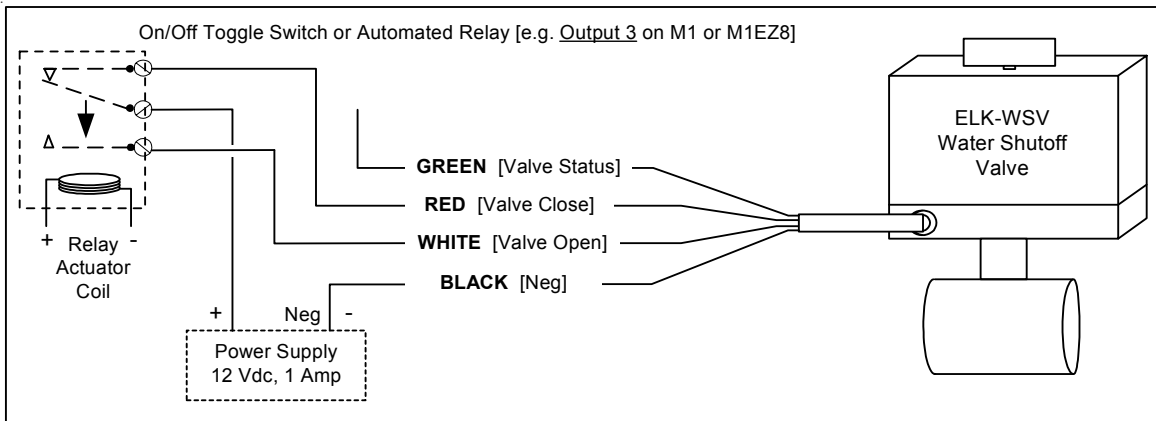 On/Off Toggle Switch or Automated Relay [e.g. Output 3 on M1 or M1EZ8]
ELK-WSV
Water Shutoff
Valve
GREEN [Valve Status]
RED [Valve Close]
WHITE [Valve Open]
BLACK [Neg]
+ Relay -
Actuator
Coil
+ Neg -
Power Supply
12 Vdc, 1 Amp